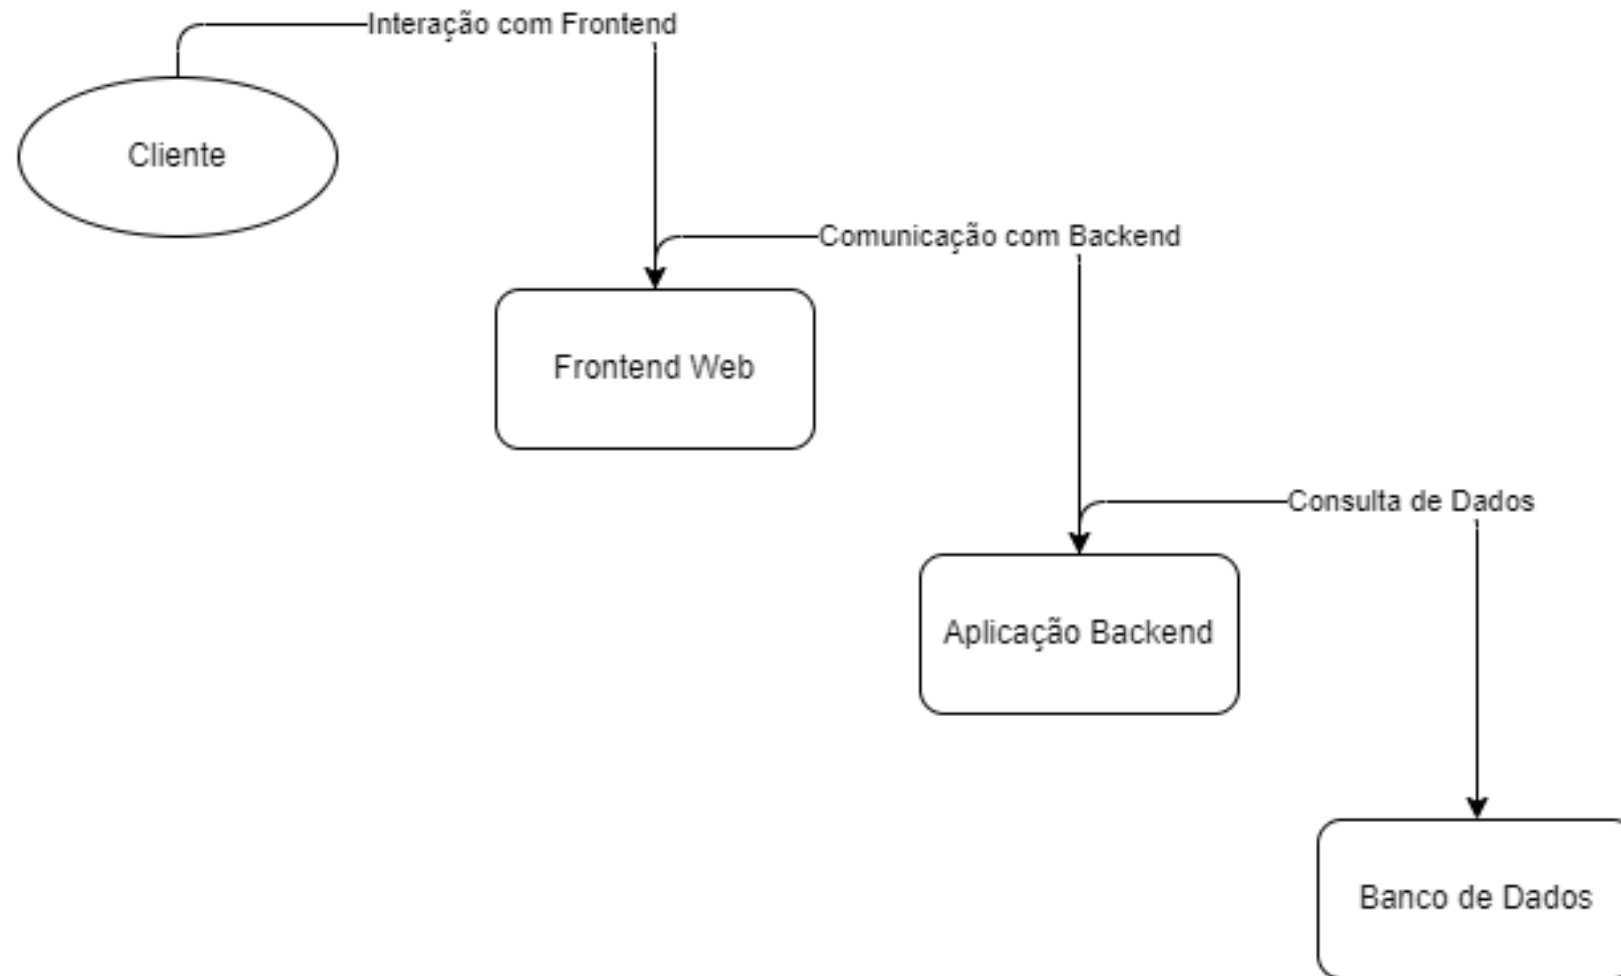 Interação com Frontend
Cliente
Comunicação com Backend
Frontend Web
Consulta de Dados
Aplicação Backend
Banco de Dados